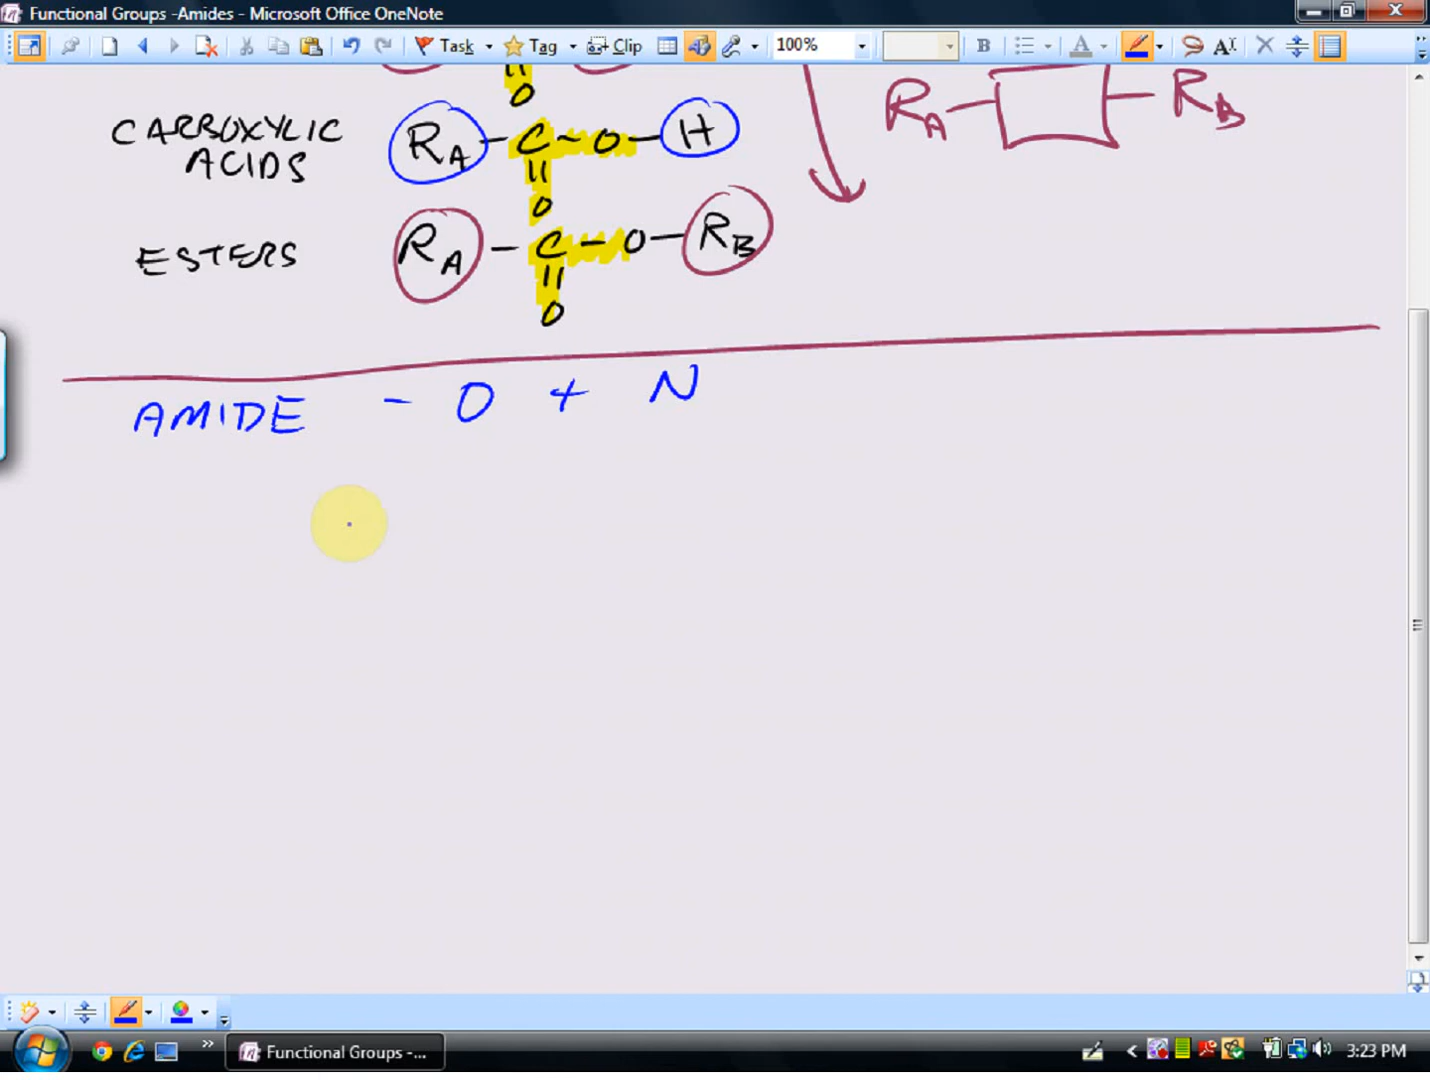 Functional Groups -Amides - Microsoft Office OneNote
Task
Tag
Clip
100%
B
A
O
CARBOXYLIC
ACIDS
RA - C - O - H
=
O
RA
RB
ESTERS
RA - C - O - RB
=
O
AMIDE - O + N
Functional Groups -...
3:23 PM